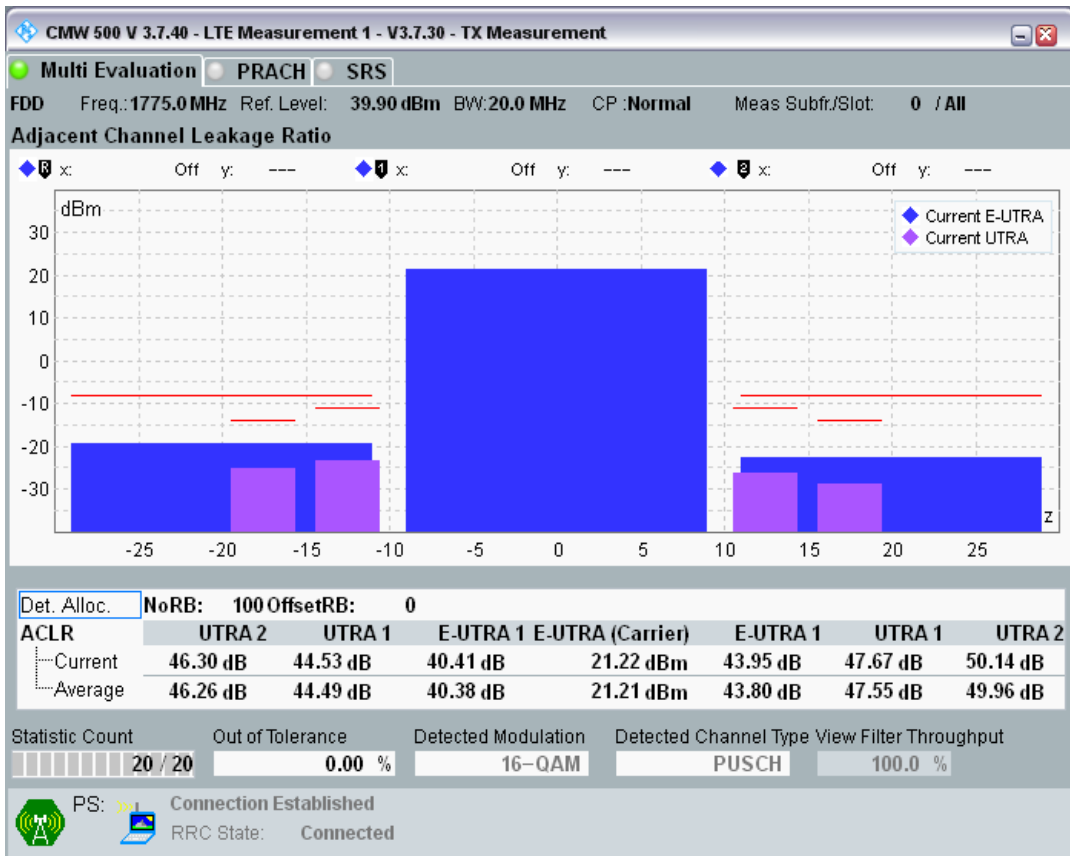 CMW 500 V 3.7.40 - LTE Measurement 1 - V3.7.30 - TX Measurement
Multi Evaluation PRACH SRS
FDD Freq.:1775.0 MHz Ref. Level: 39.90 dBm BW:20.0 MHz CP :Normal Meas Subfr./Slot: 0 / All
Adjacent Channel Leakage Ratio
R x: Off y: --- 1 x: Off y: --- 2 x: Off y: ---
dBm
Current E-UTRA
Current UTRA
30
20
10
0
-10
-20
-30
z
-25 -20 -15 -10 -5 0 5 10 15 20 25
Det. Alloc. NoRB: 100 OffsetRB: 0
ACLR UTRA 2 UTRA 1 E-UTRA 1 E-UTRA (Carrier) E-UTRA 1 UTRA 1 UTRA 2
Current 46.30 dB 44.53 dB 40.41 dB 21.22 dBm 43.95 dB 47.67 dB 50.14 dB
Average 46.26 dB 44.49 dB 40.38 dB 21.21 dBm 43.80 dB 47.55 dB 49.96 dB
Statistic Count Out of Tolerance Detected Modulation Detected Channel Type View Filter Throughput
20 / 20 0.00 % 16-QAM PUSCH 100.0 %
PS: Connection Established
RRC State: Connected